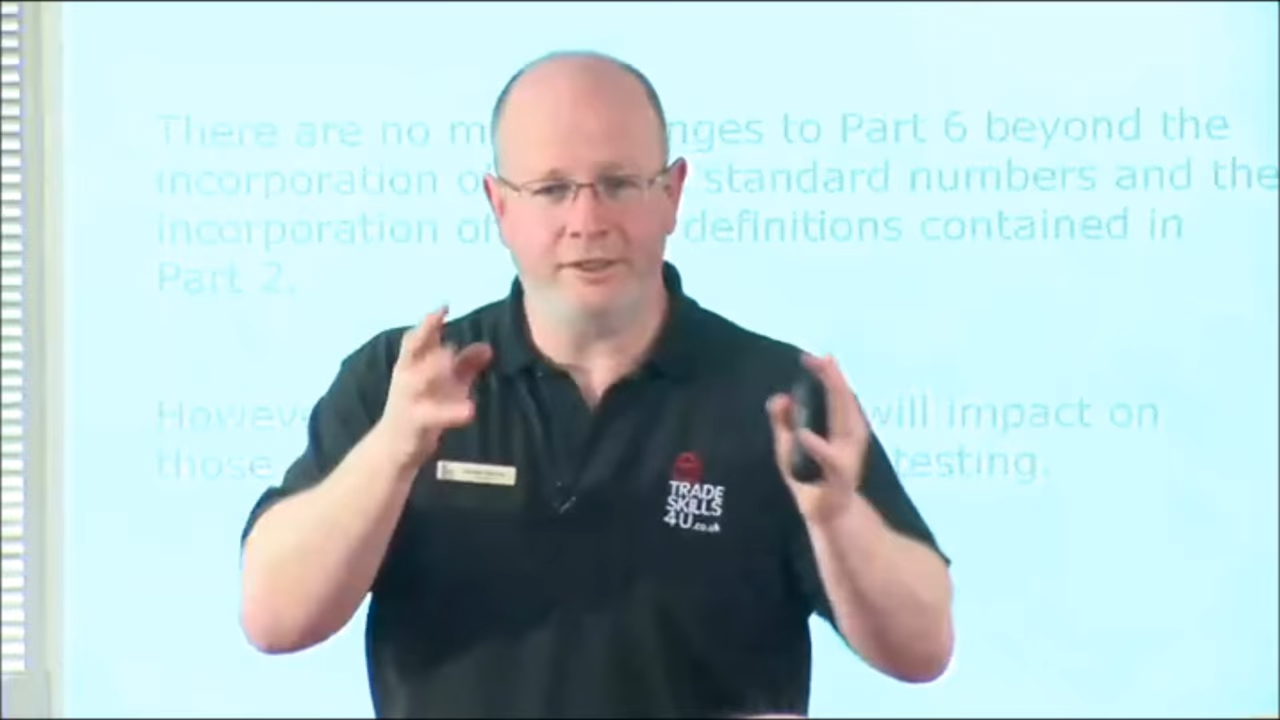 There are no m nges to Part 6 beyond the
incorporation o standard numbers and the
incorporation of definitions contained in
Part 2.
Howeve will impact on
those testing.
TRADE
SKILLS
4U.co.uk